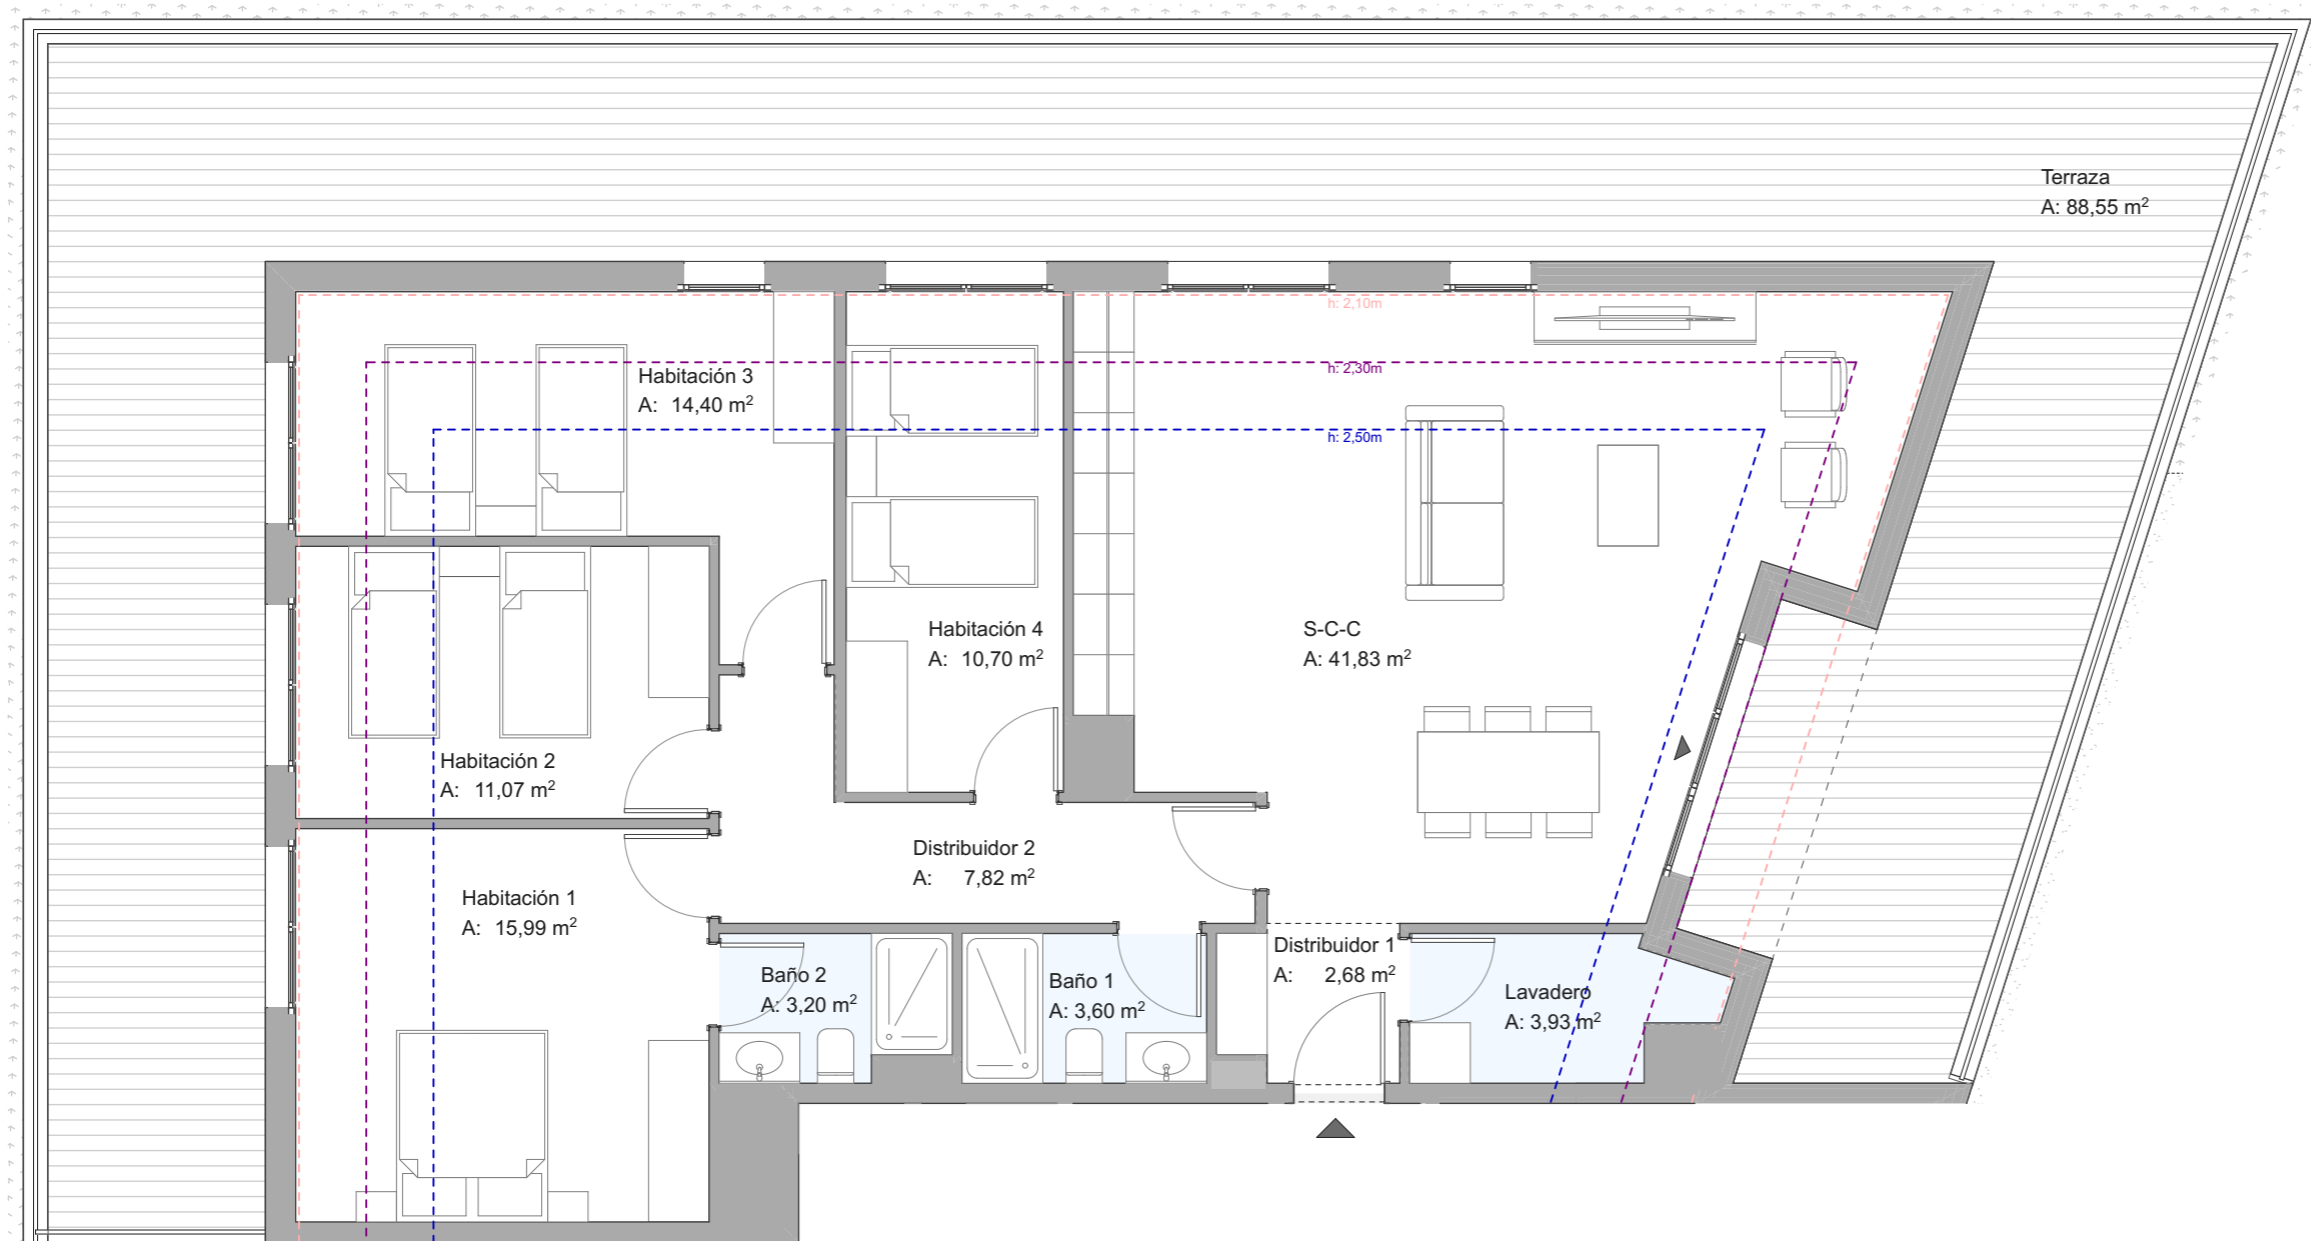 Terraza
A: 88,55 m²
h: 2,10m
h: 2,30m
h: 2,50m
Habitación 3
A: 14,40 m²
Habitación 4
A: 10,70 m²
S-C-C
A: 41,83 m²
Habitación 2
A: 11,07 m²
Distribuidor 2
A: 7,82 m²
Habitación 1
A: 15,99 m²
Distribuidor 1
A: 2,68 m²
Baño 2
A: 3,20 m²
Baño 1
A: 3,60 m²
Lavadero
A: 3,93 m²